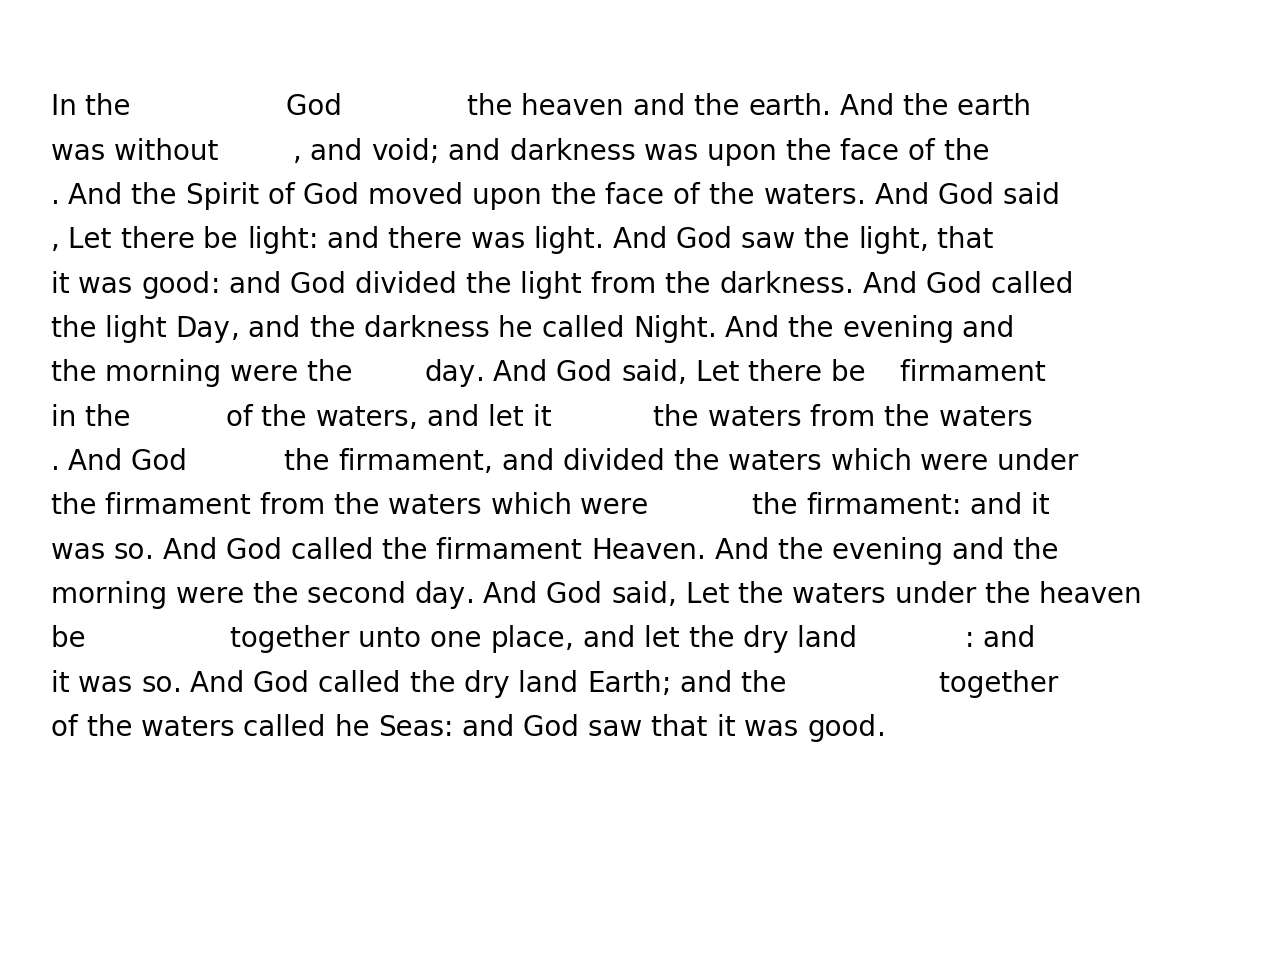 In the God the heaven and the earth. And the earth
was without , and void; and darkness was upon the face of the
. And the Spirit of God moved upon the face of the waters. And God said
, Let there be light: and there was light. And God saw the light, that
it was good: and God divided the light from the darkness. And God called
the light Day, and the darkness he called Night. And the evening and
the morning were the day. And God said, Let there be firmament
in the of the waters, and let it the waters from the waters
. And God the firmament, and divided the waters which were under
the firmament from the waters which were the firmament: and it
was so. And God called the firmament Heaven. And the evening and the
morning were the second day. And God said, Let the waters under the heaven
be together unto one place, and let the dry land : and
it was so. And God called the dry land Earth; and the together
of the waters called he Seas: and God saw that it was good.